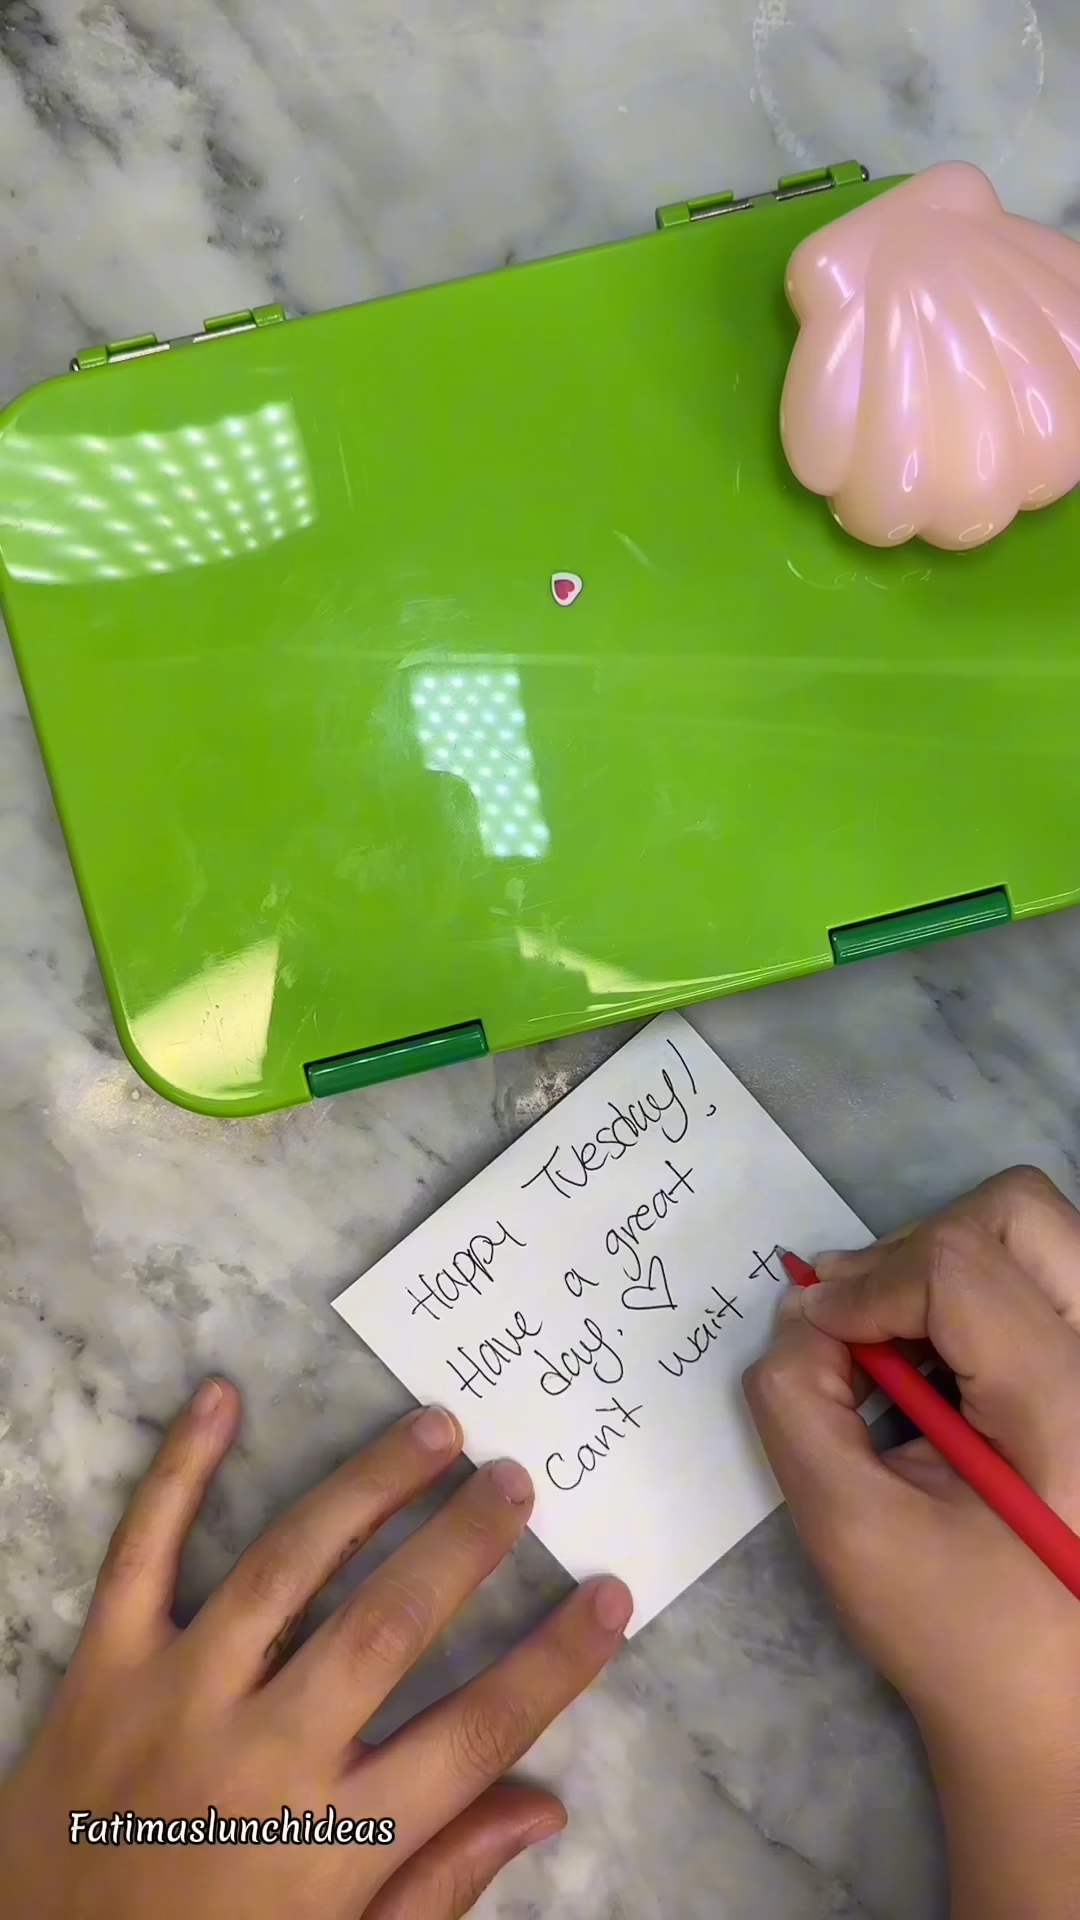 Happy Tuesday!
Have a great
day. ♡
Can't wait t
Fatimaslunchideas